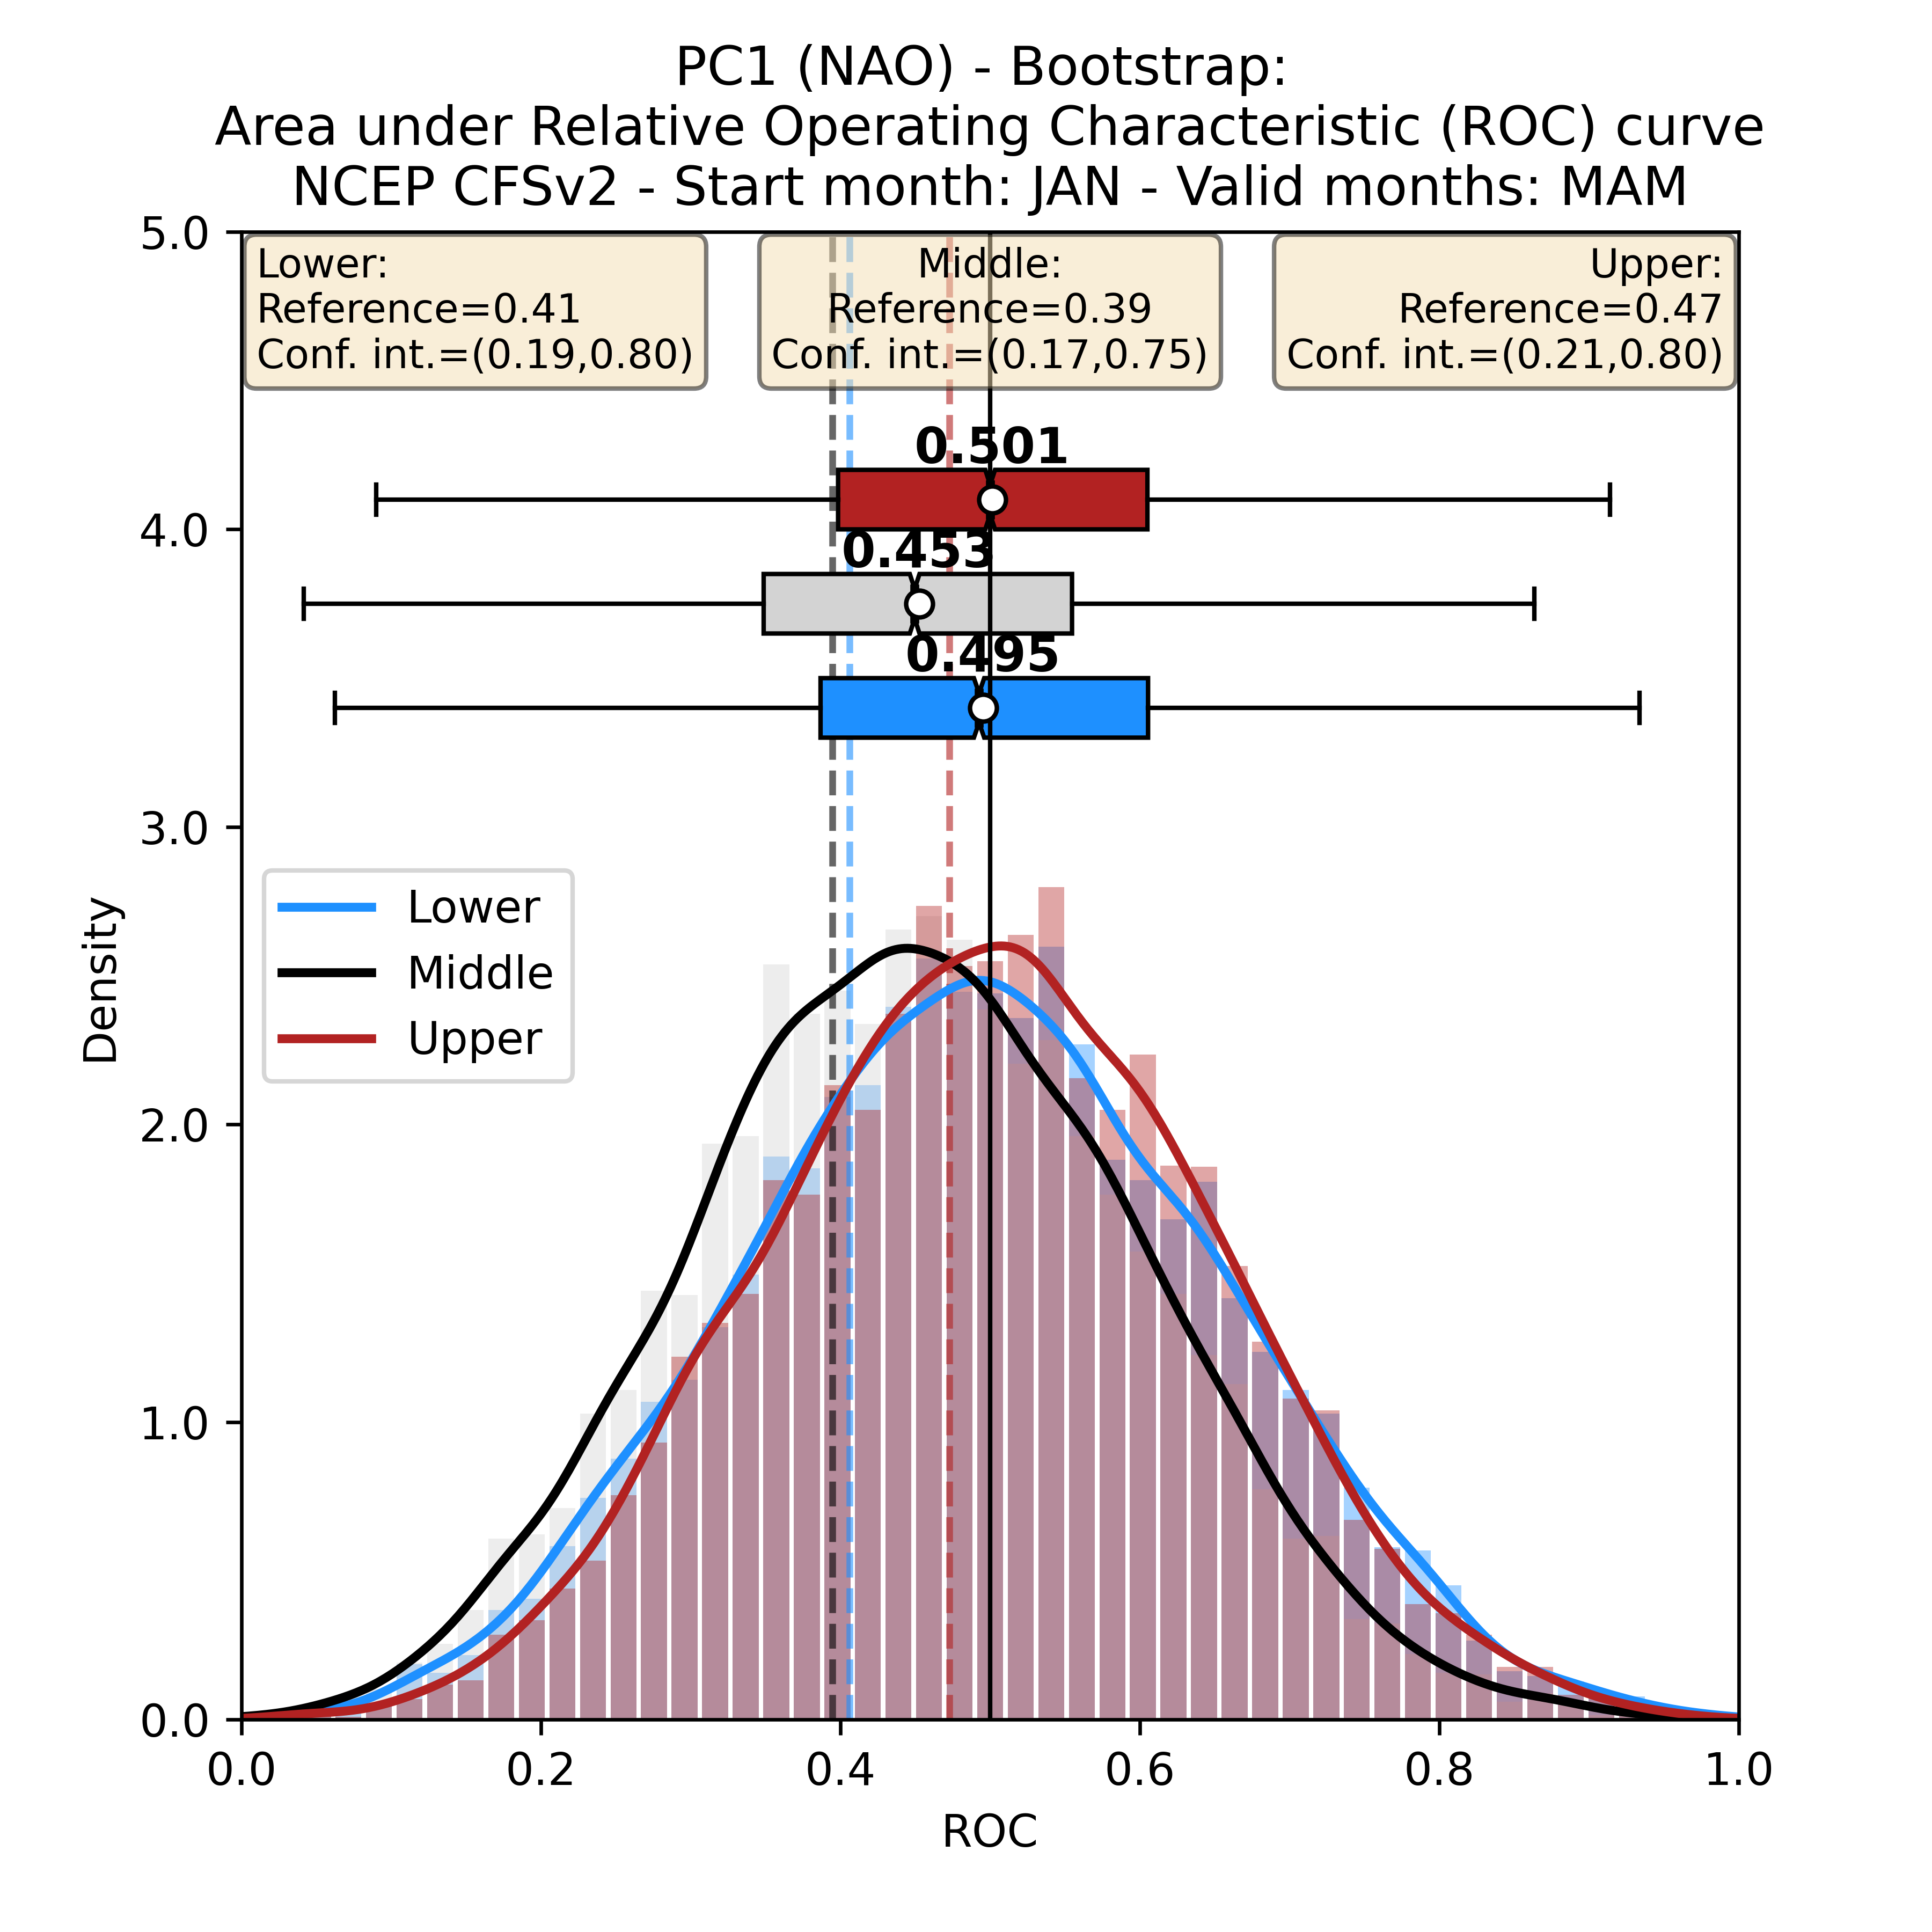 PC1 (NAO) - Bootstrap:
Area under Relative Operating Characteristic (ROC) curve
NCEP CFSv2 - Start month: JAN - Valid months: MAM
Lower:
Reference=0.41
Conf. int.=(0.19,0.80)
Middle:
Reference=0.39
Conf. int.=(0.17,0.75)
Upper:
Reference=0.47
Conf. int.=(0.21,0.80)
0.501
0.453
0.495
5.0
4.0
3.0
2.0
1.0
0.0
Density
Lower
Middle
Upper
0.0
0.2
0.4
0.6
0.8
1.0
ROC